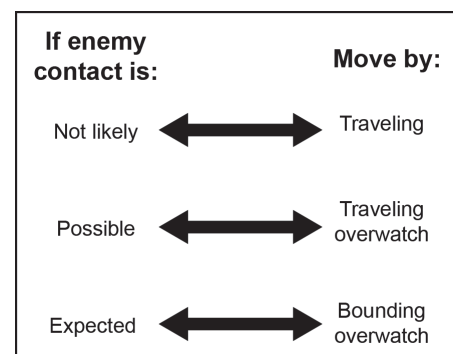 If enemy
contact is:
Move by:
Not likely
Traveling
Possible
Traveling
overwatch
Expected
Bounding
overwatch